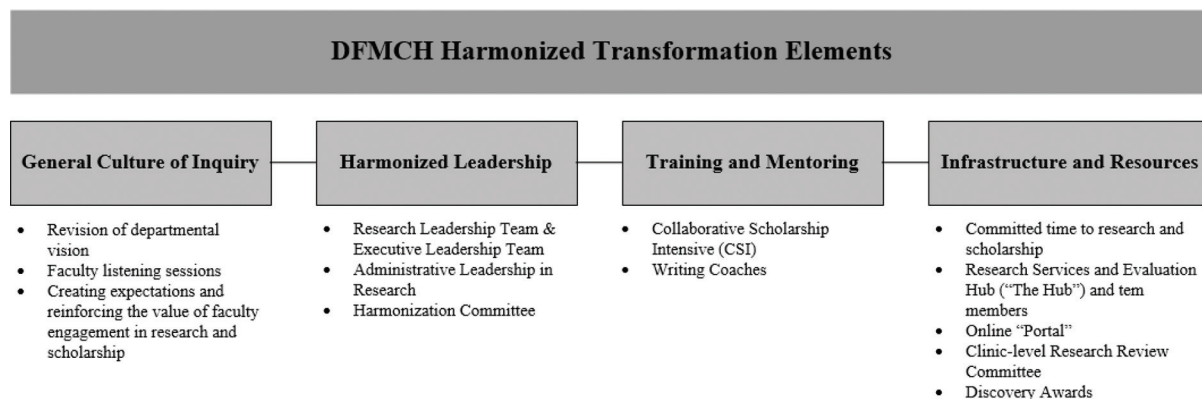 DFMCH Harmonized Transformation Elements
General Culture of Inquiry
• Revision of departmental
vision
• Faculty listening sessions
• Creating expectations and
reinforcing the value of faculty
engagement in research and
scholarship
Harmonized Leadership
• Research Leadership Team &
Executive Leadership Team
• Administrative Leadership in
Research
• Harmonization Committee
Training and Mentoring
• Collaborative Scholarship
Intensive (CSI)
• Writing Coaches
Infrastructure and Resources
• Committed time to research and
scholarship
• Research Services and Evaluation
Hub (“The Hub”) and tem
members
• Online “Portal”
• Clinic-level Research Review
Committee
• Discovery Awards